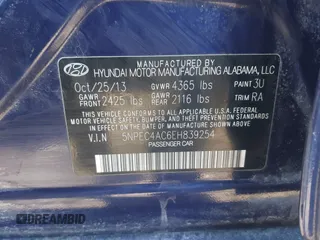 HYUNDAI MOTOR MANUFACTURING ALABAMA, LLC
Oct/25/13 GVWR 4365 lbs PAINT 3U
GAWR FRONT 2425 lbs GAWR REAR 2116 lbs TRIM RA
THIS VEHICLE CONFORMS TO ALL APPLICABLE
FEDERAL MOTOR VEHICLE SAFETY, BUMPER,
AND THEFT PREVENTION STANDARDS IN EFFECT
ON THE DATE OF MANUFACTURE SHOWN ABOVE.
V.I.N 5NPEC4AC6EH839254
PASSENGER CAR
DREAMBID